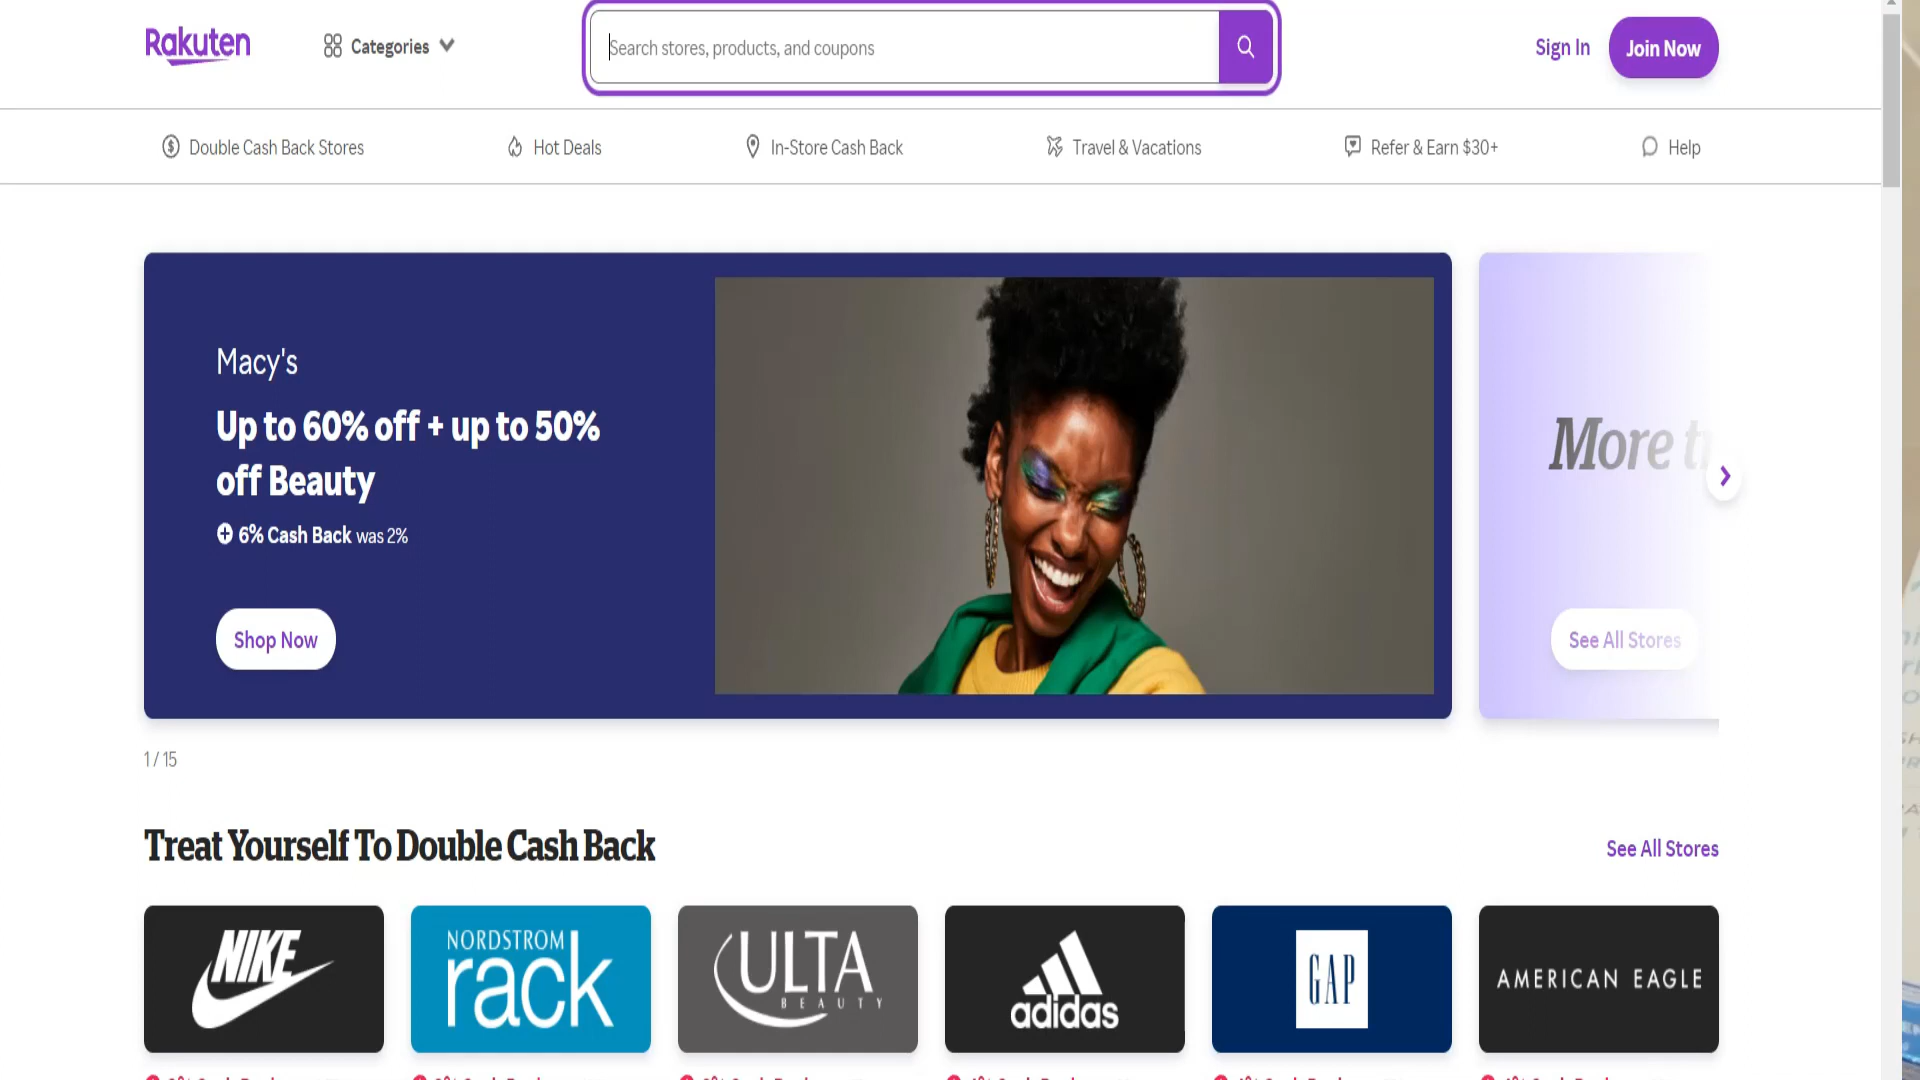 Rakuten
Categories
Search stores, products, and coupons
Sign In
Join Now
Double Cash Back Stores
Hot Deals
In-Store Cash Back
Travel & Vacations
Refer & Earn $30+
Help
Macy's
Up to 60% off + up to 50%
off Beauty
6% Cash Back was 2%
Shop Now
More
See All Stores
1 / 15
Treat Yourself To Double Cash Back
See All Stores
NIKE
NORDSTROM
rack
ULTA
BEAUTY
adidas
GAP
AMERICAN EAGLE